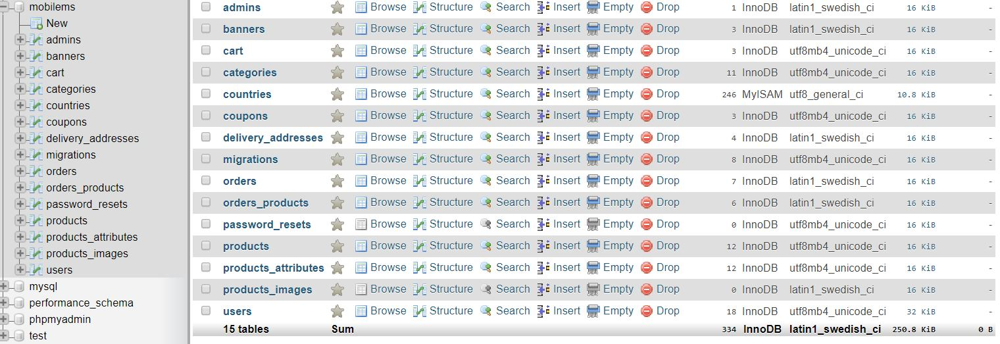 mobilems
New
admins
banners
cart
categories
countries
coupons
delivery_addresses
migrations
orders
orders_products
password_resets
products
products_attributes
products_images
users
mysql
performance_schema
phpmyadmin
test
admins Browse Structure Search Insert Empty Drop 1 InnoDB latin1_swedish_ci 16 KiB -
banners Browse Structure Search Insert Empty Drop 3 InnoDB latin1_swedish_ci 16 KiB -
cart Browse Structure Search Insert Empty Drop 3 InnoDB utf8mb4_unicode_ci 16 KiB -
categories Browse Structure Search Insert Empty Drop 11 InnoDB utf8mb4_unicode_ci 16 KiB -
countries Browse Structure Search Insert Empty Drop 246 MyISAM utf8_general_ci 10.8 KiB -
coupons Browse Structure Search Insert Empty Drop 3 InnoDB utf8mb4_unicode_ci 16 KiB -
delivery_addresses Browse Structure Search Insert Empty Drop 4 InnoDB latin1_swedish_ci 16 KiB -
migrations Browse Structure Search Insert Empty Drop 8 InnoDB utf8mb4_unicode_ci 16 KiB -
orders Browse Structure Search Insert Empty Drop 7 InnoDB latin1_swedish_ci 16 KiB -
orders_products Browse Structure Search Insert Empty Drop 6 InnoDB latin1_swedish_ci 16 KiB -
password_resets Browse Structure Search Insert Empty Drop 0 InnoDB utf8mb4_unicode_ci 16 KiB -
products Browse Structure Search Insert Empty Drop 12 InnoDB utf8mb4_unicode_ci 16 KiB -
products_attributes Browse Structure Search Insert Empty Drop 12 InnoDB utf8mb4_unicode_ci 16 KiB -
products_images Browse Structure Search Insert Empty Drop 0 InnoDB latin1_swedish_ci 16 KiB -
users Browse Structure Search Insert Empty Drop 18 InnoDB utf8mb4_unicode_ci 32 KiB -
15 tables Sum 334 InnoDB latin1_swedish_ci 250.8 KiB 0 B